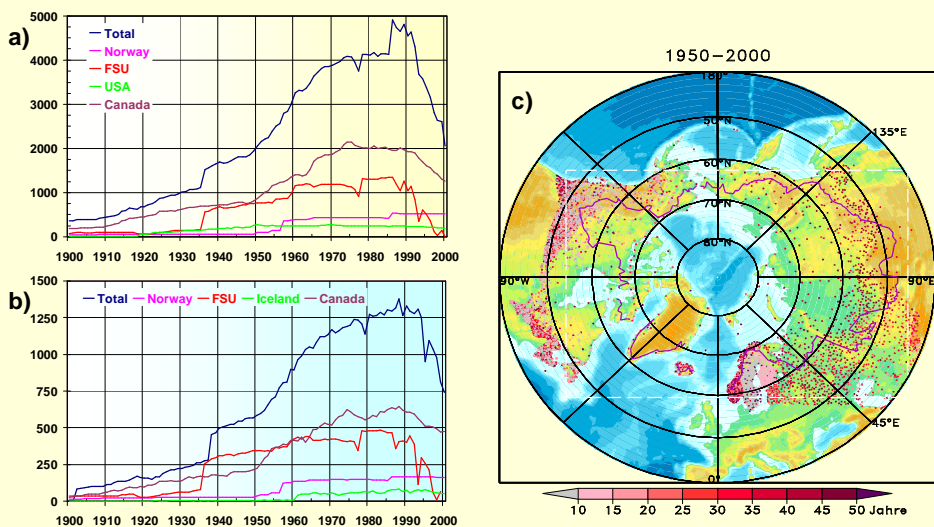 a)
5000
4000
3000
2000
1000
0
Total
Norway
FSU
USA
Canada
1900 1910 1920 1930 1940 1950 1960 1970 1980 1990 2000
b)
1500
1250
1000
750
500
250
0
Total Norway FSU Iceland Canada
1900 1910 1920 1930 1940 1950 1960 1970 1980 1990 2000
1950-2000
c)
180°
50°N
135°E
60°N
70°N
80°N
90°W
90°E
45°E
0°
10 15 20 25 30 35 40 45 50 Jahre